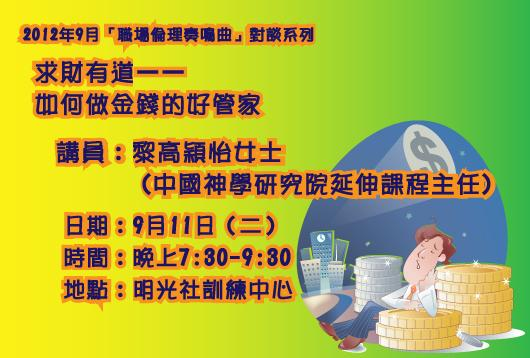 2012年9月「職場倫理奏鳴曲」對談系列
求財有道——
如何做金錢的好管家
講員：黎高穎怡女士
（中國神學研究院延伸課程主任）
日期：9月11日（二）
時間：晚上7:30-9:30
地點：明光社訓練中心
$